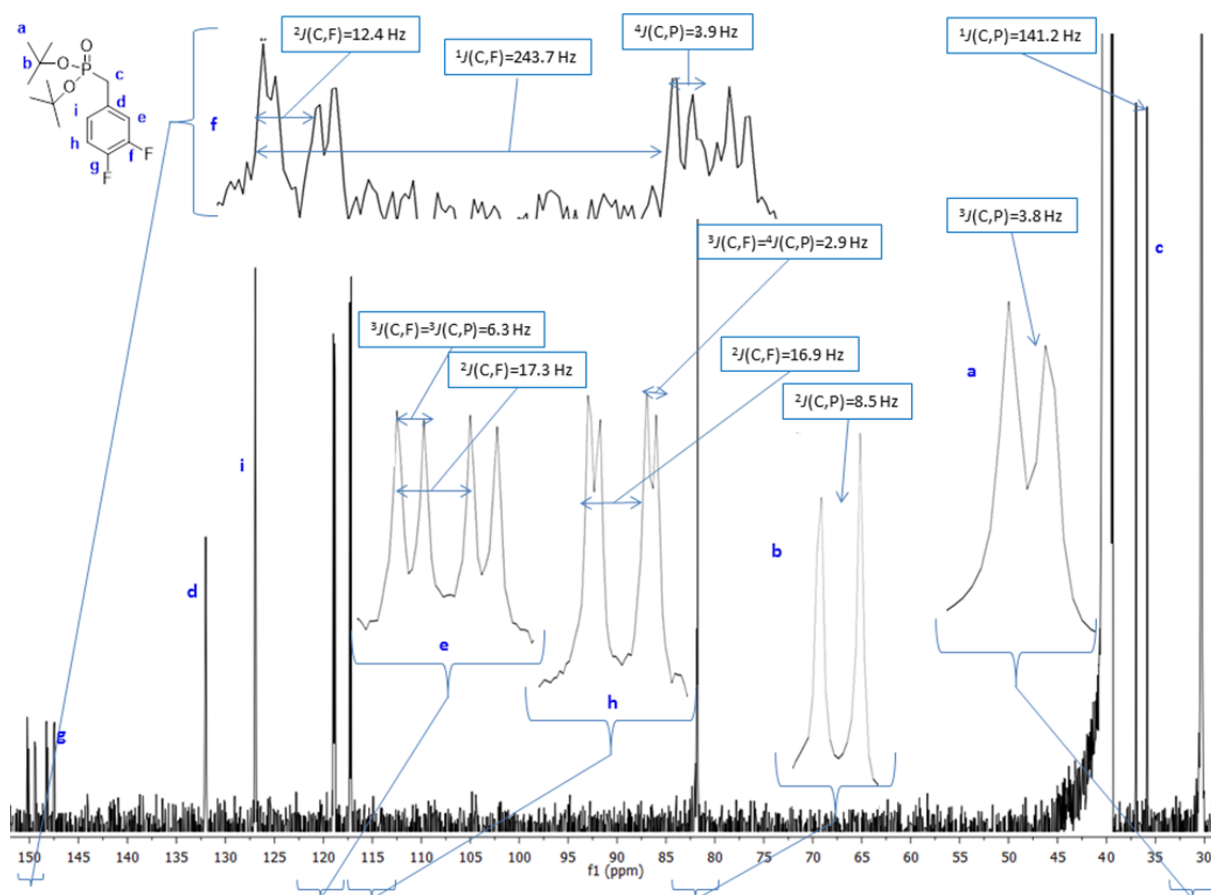 ²J(C,F)=12.4 Hz
⁴J(C,P)=3.9 Hz
¹J(C,P)=141.2 Hz
¹J(C,F)=243.7 Hz
a
O
b
O
P
c
O
d
i
e
h
f
F
g
F
f
³J(C,P)=3.8 Hz
c
³J(C,F)=⁴J(C,P)=2.9 Hz
³J(C,F)=³J(C,P)=6.3 Hz
²J(C,F)=16.9 Hz
²J(C,F)=17.3 Hz
a
²J(C,P)=8.5 Hz
i
b
d
e
h
g
150 145 140 135 130 125 120 115 110 105 100 95 90 85 80 75 70 65 60 55 50 45 40 35 30
f1 (ppm)